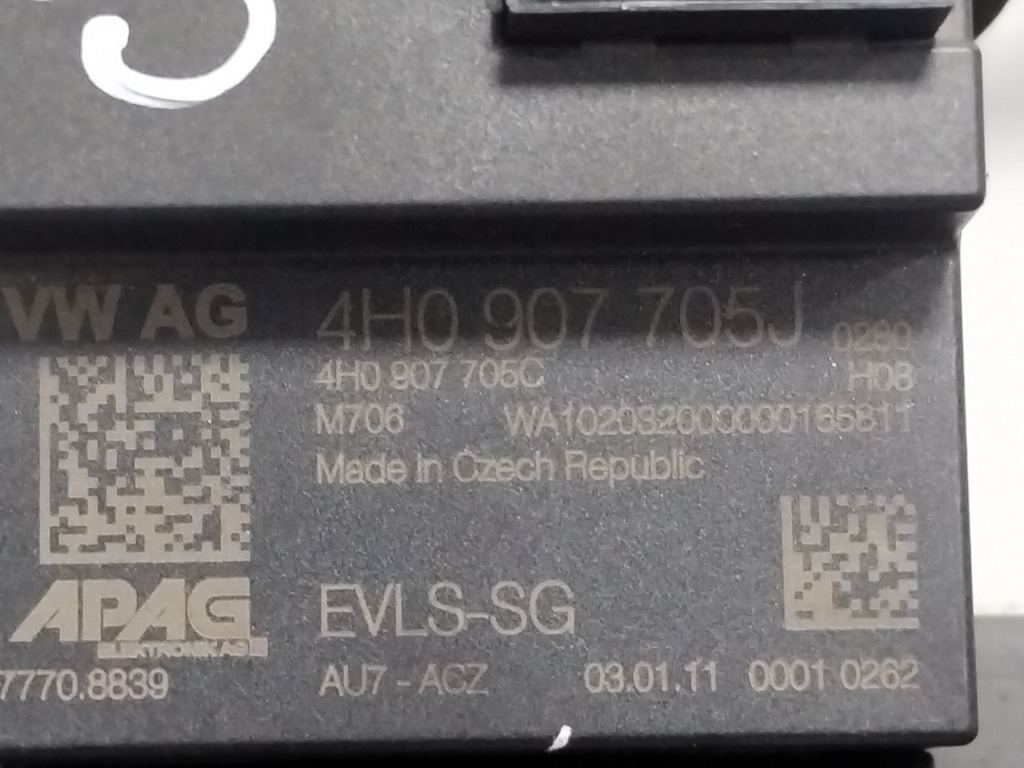 VW AG
4H0 907 705J 0280
4H0 907 705C H08
M706
Made In Czech Republic
APAG
ELEKTRONIK AG
EVLS-SG
7770.8839
AU7 - ACZ 03.01.11 0001 0262